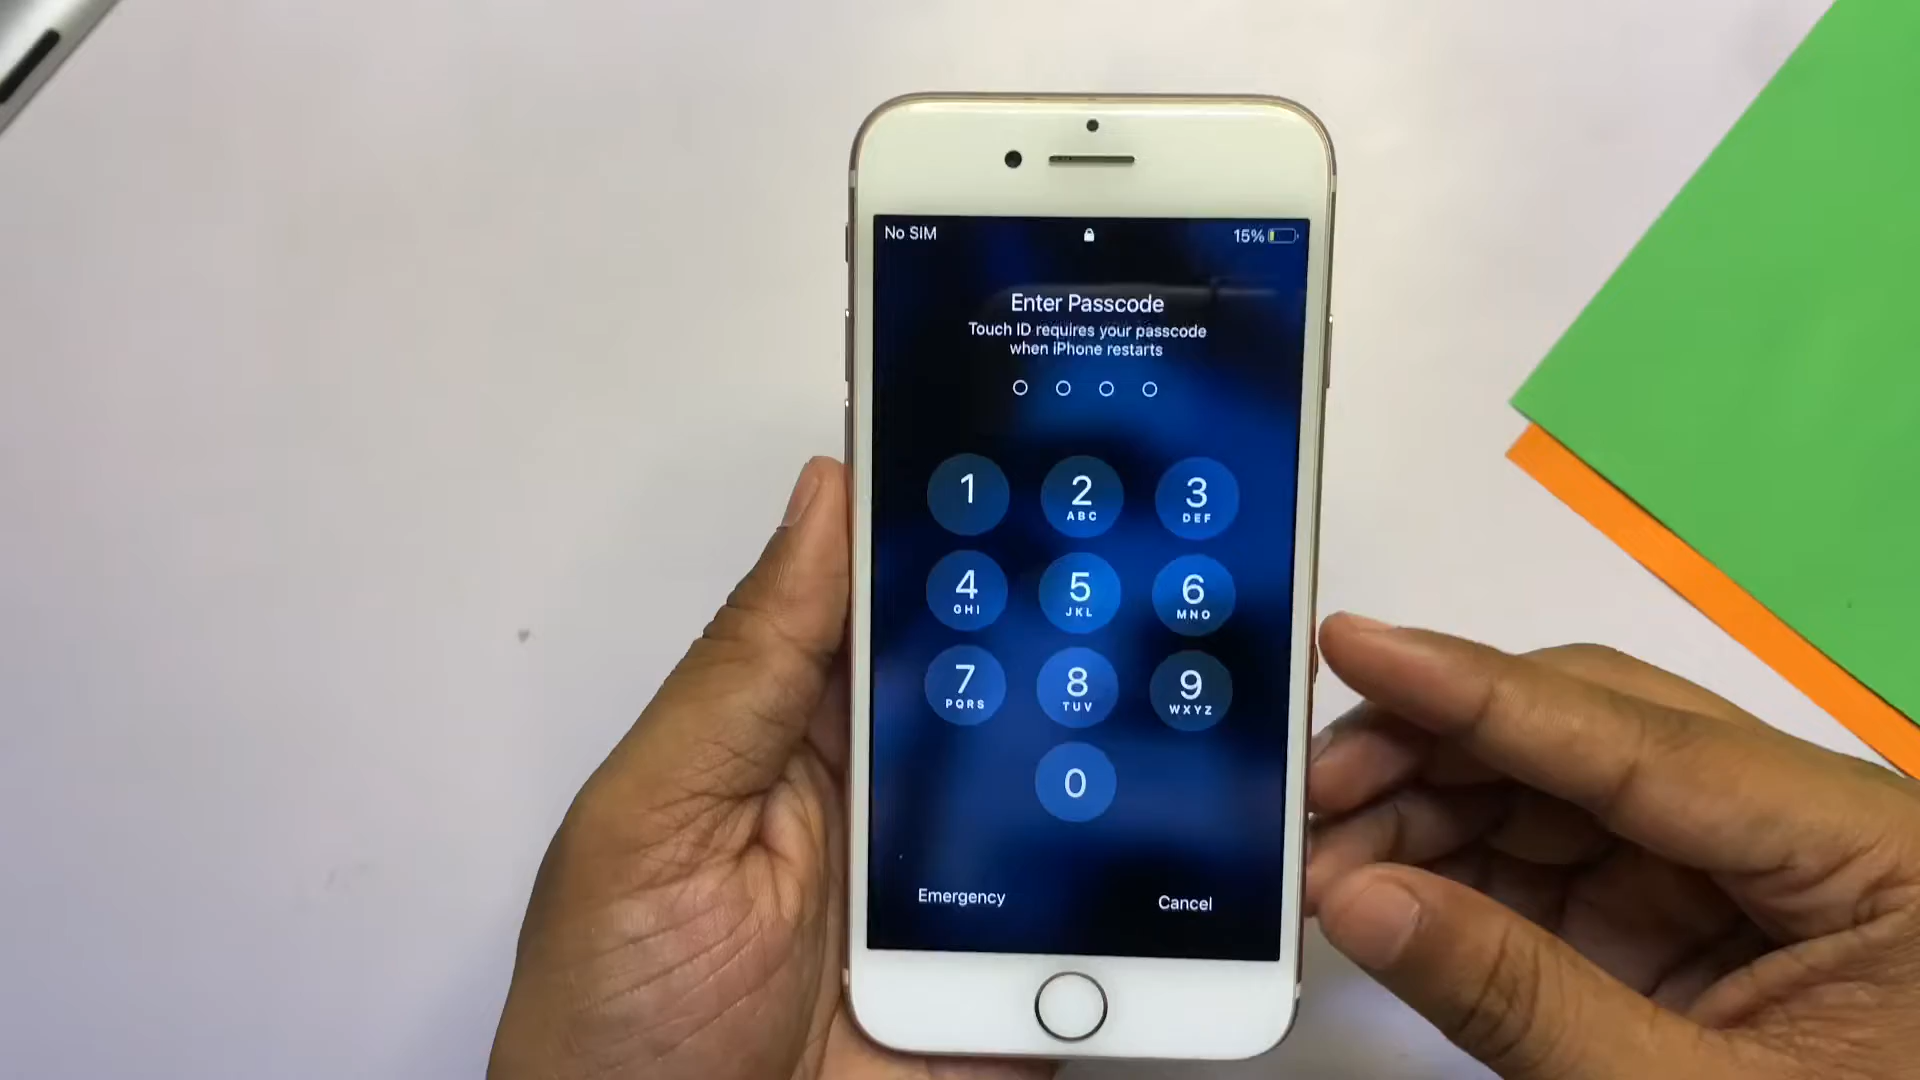 No SIM 15%
Enter Passcode
Touch ID requires your passcode
when iPhone restarts
1 2 3
ABC DEF
4 5 6
GHI JKL MNO
7 8 9
PQRS TUV WXYZ
0
Emergency Cancel